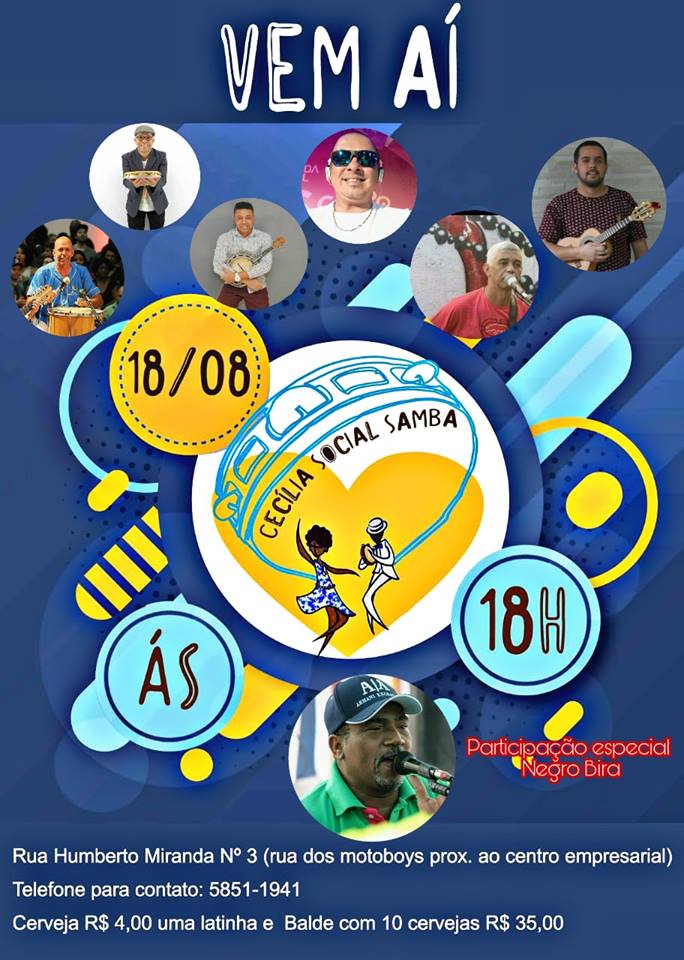 VEM AÍ
18/08
CECÍLIA SOCIAL SAMBA
ÁS
18H
A|X
ARMANI EXCHANGE
Participação especial
Negro Bira
Rua Humberto Miranda Nº 3 (rua dos motoboys prox. ao centro empresarial)
Telefone para contato: 5851-1941
Cerveja R$ 4,00 uma latinha e Balde com 10 cervejas R$ 35,00